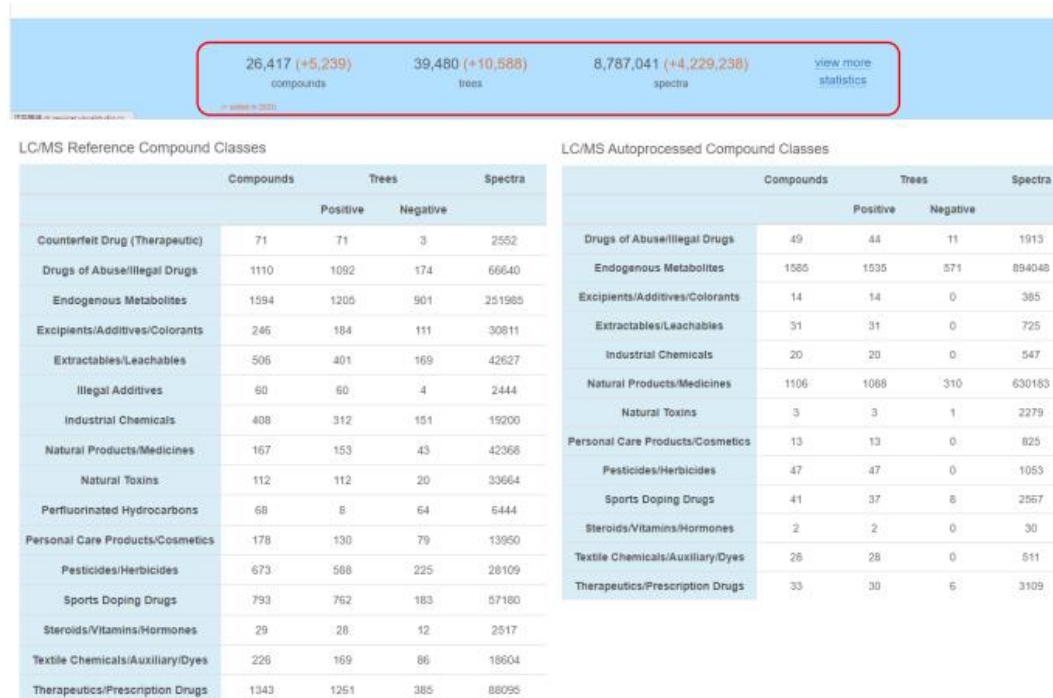 26,417 (+5,239)
compounds
39,480 (+10,588)
trees
8,787,041 (+4,229,238)
spectra
view more
statistics
LC/MS Reference Compound Classes
Compounds Trees Spectra
Positive Negative
Counterfeit Drug (Therapeutic) 71 71 3 2552
Drugs of Abuse/Illegal Drugs 1110 1092 174 66640
Endogenous Metabolites 1594 1205 901 251985
Excipients/Additives/Colorants 246 184 111 30811
Extractables/Leachables 506 401 169 42627
Illegal Additives 60 60 4 2444
Industrial Chemicals 408 312 151 19200
Natural Products/Medicines 167 153 43 42368
Natural Toxins 112 112 20 33664
Perfluorinated Hydrocarbons 68 8 64 6444
Personal Care Products/Cosmetics 178 130 79 13950
Pesticides/Herbicides 673 588 225 28109
Sports Doping Drugs 793 762 183 57180
Steroids/Vitamins/Hormones 29 28 12 2517
Textile Chemicals/Auxiliary/Dyes 226 169 86 18604
Therapeutics/Prescription Drugs 1343 1261 385 88095
LC/MS Autoprocessed Compound Classes
Compounds Trees Spectra
Positive Negative
Drugs of Abuse/Illegal Drugs 49 44 11 1913
Endogenous Metabolites 1585 1535 571 894048
Excipients/Additives/Colorants 14 14 0 385
Extractables/Leachables 31 31 0 725
Industrial Chemicals 20 20 0 547
Natural Products/Medicines 1106 1068 310 630183
Natural Toxins 3 3 1 2279
Personal Care Products/Cosmetics 13 13 0 825
Pesticides/Herbicides 47 47 0 1053
Sports Doping Drugs 41 37 8 2567
Steroids/Vitamins/Hormones 2 2 0 30
Textile Chemicals/Auxiliary/Dyes 28 28 0 511
Therapeutics/Prescription Drugs 33 30 6 3109